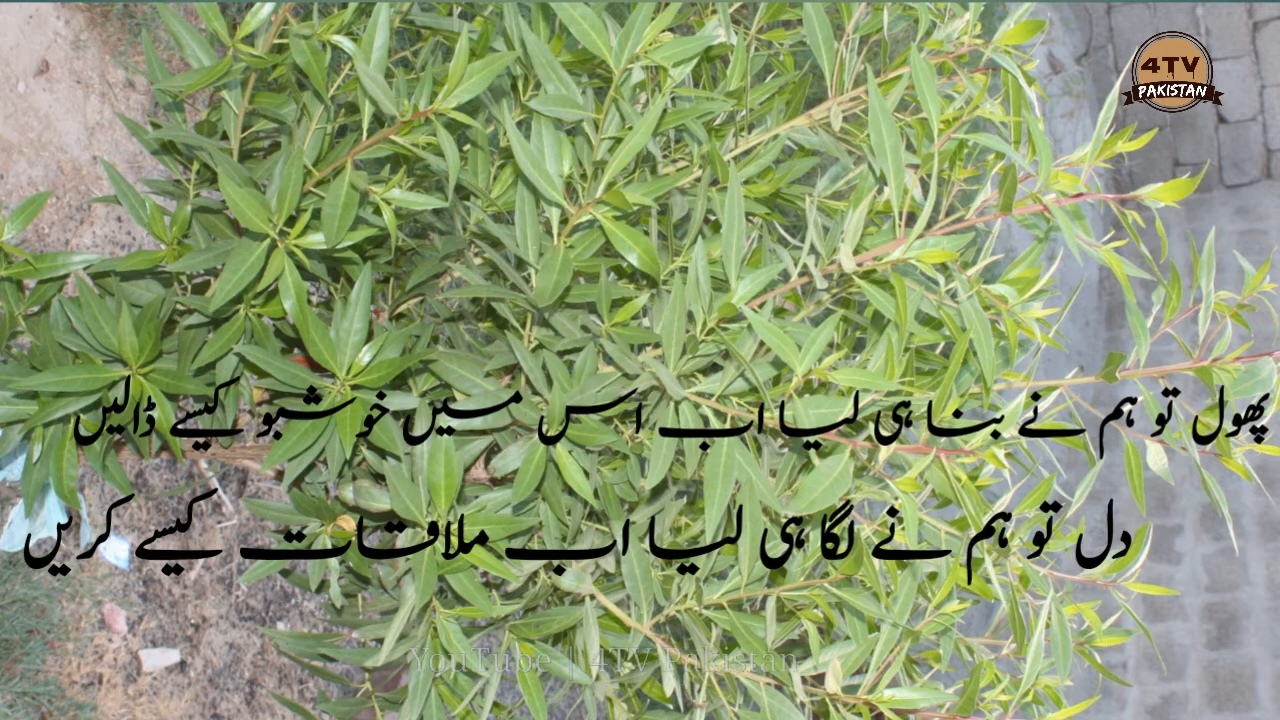 4TV
PAKISTAN
پھول تو ہم نے بنا ہی لیا اب اس میں خوشبو کیسے ڈالیں
دل تو ہم نے لگا ہی لیا اب ملاقات کیسے کریں
YouTube | 4TV Pakistan